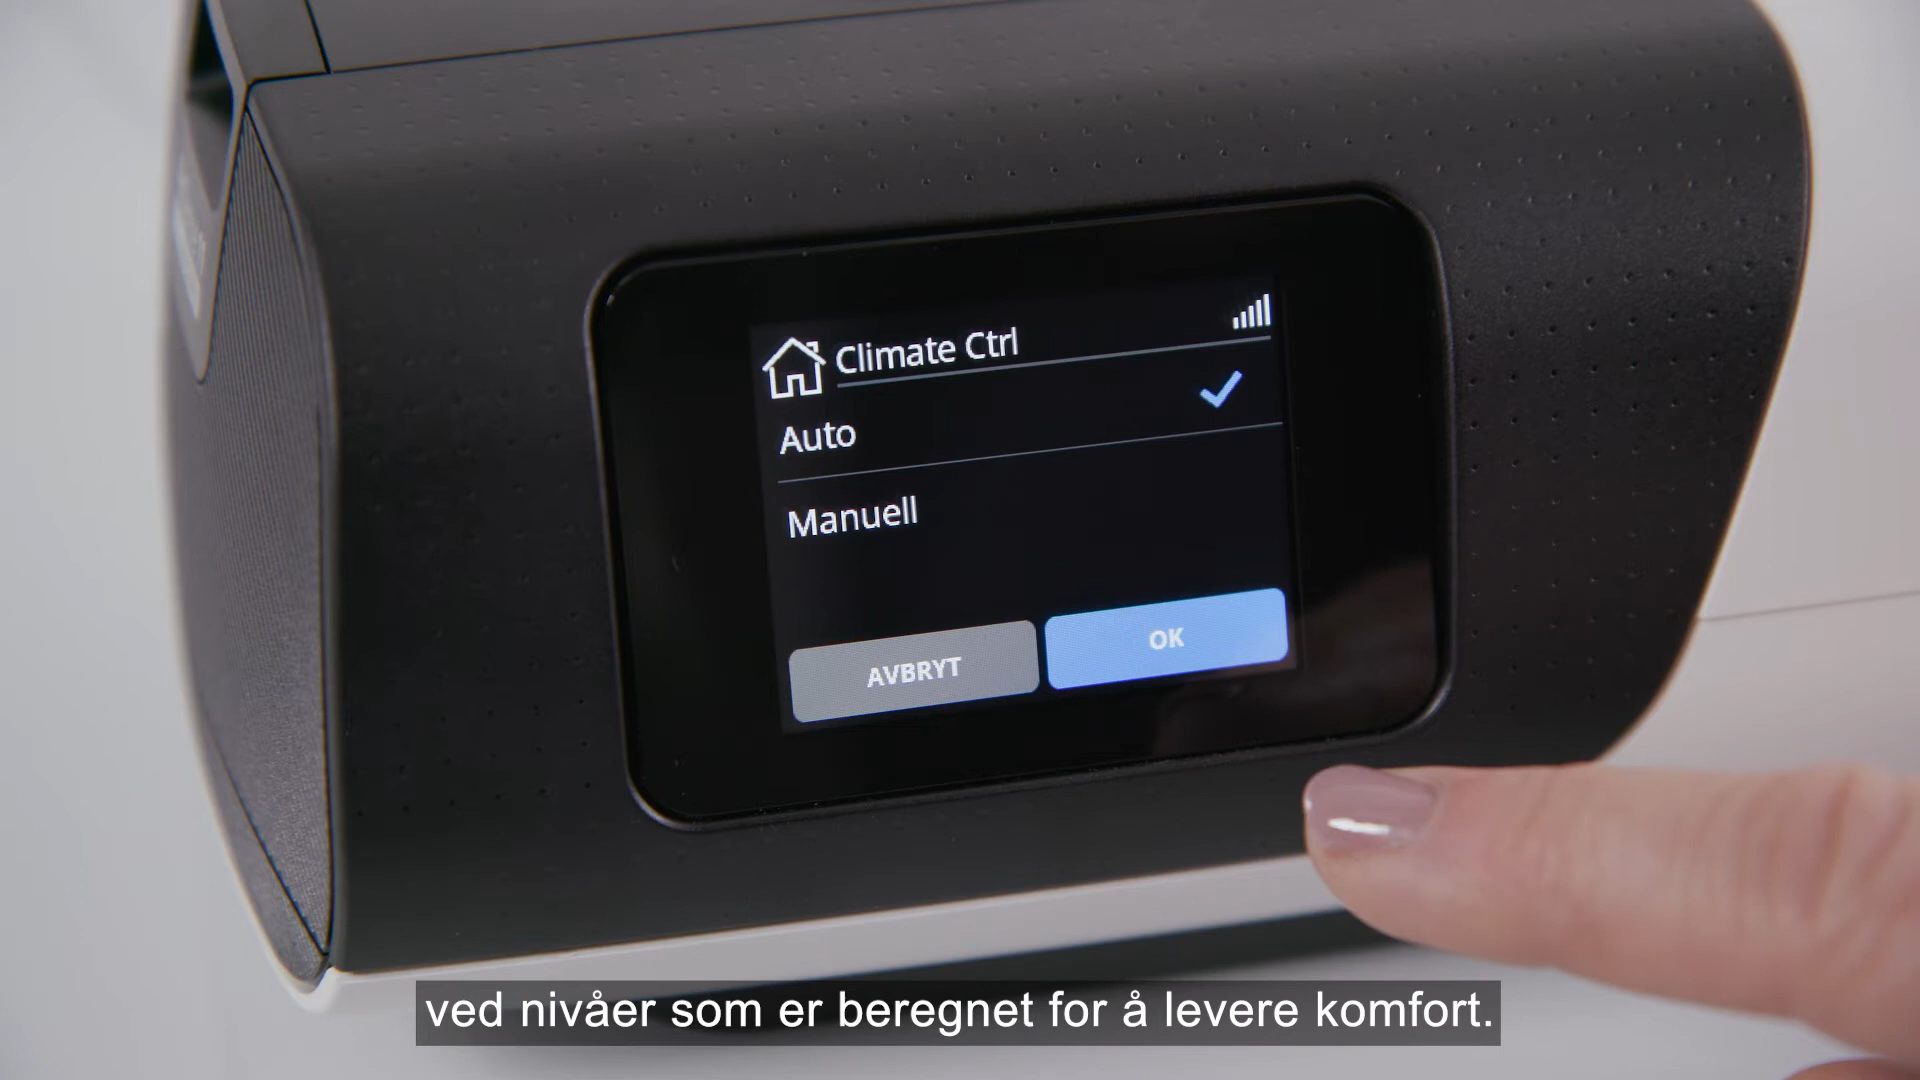 Climate Ctrl
Auto
Manuell
AVBRYT OK
ved nivåer som er beregnet for å levere komfort.